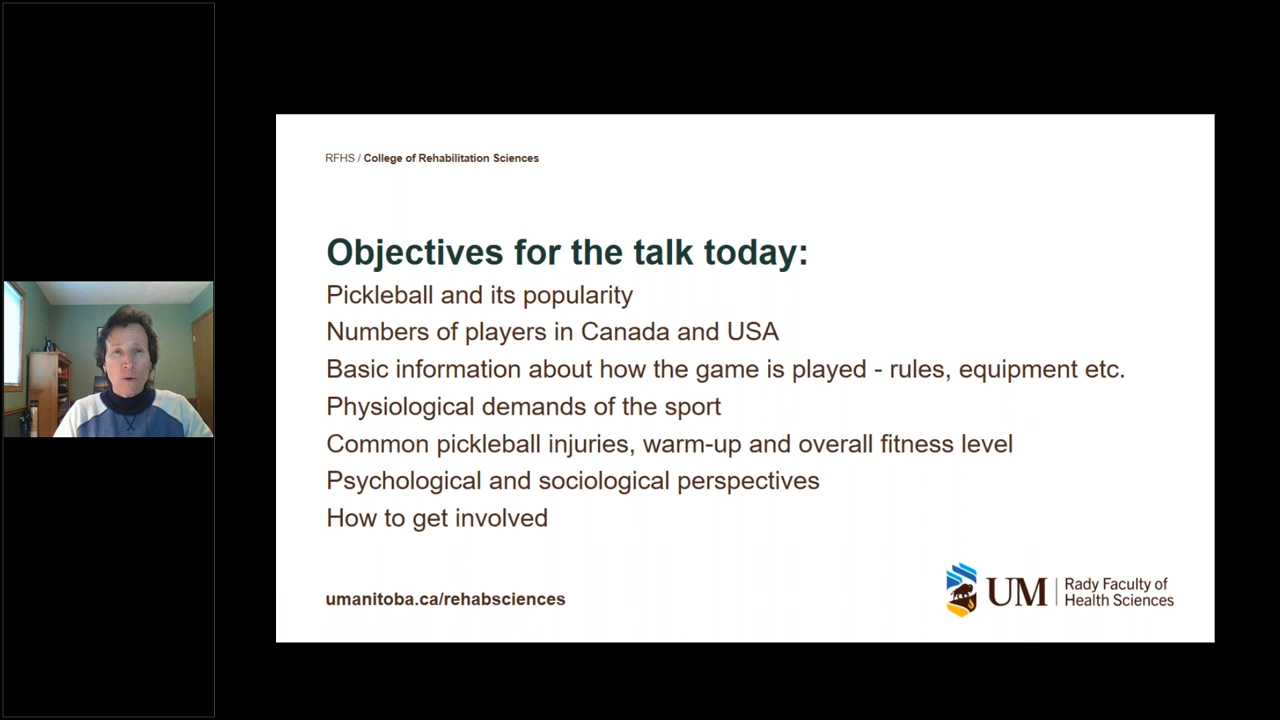 RFHS / College of Rehabilitation Sciences
Objectives for the talk today:
Pickleball and its popularity
Numbers of players in Canada and USA
Basic information about how the game is played - rules, equipment etc.
Physiological demands of the sport
Common pickleball injuries, warm-up and overall fitness level
Psychological and sociological perspectives
How to get involved
umanitoba.ca/rehabsciences
UM
Rady Faculty of
Health Sciences